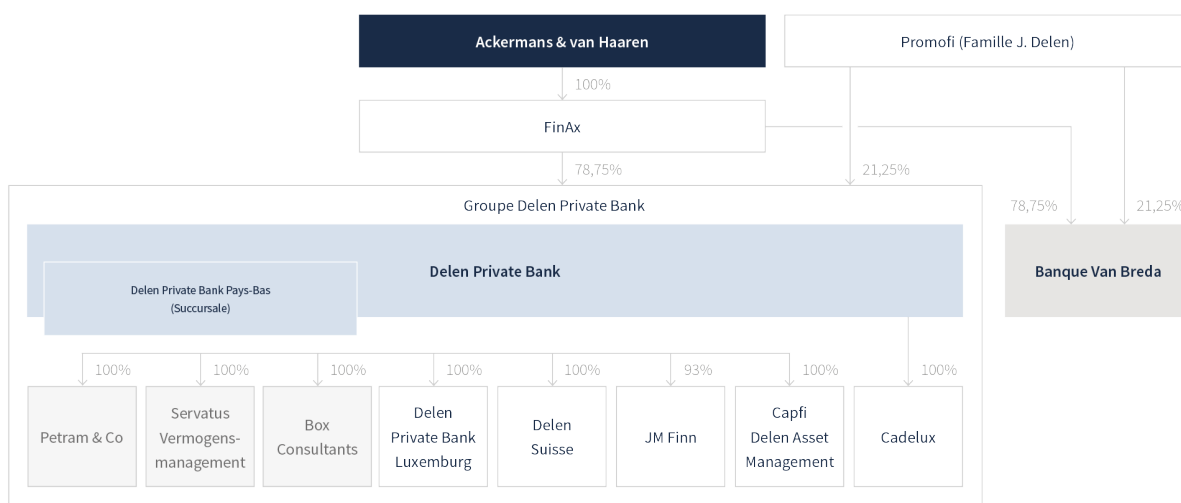 Ackermans & van Haaren
Promofi (Famille J. Delen)
100%
FinAx
78,75%
21,25%
Groupe Delen Private Bank
78,75%
21,25%
Delen Private Bank
Banque Van Breda
Delen Private Bank Pays-Bas
(Succursale)
100%
100%
100%
100%
100%
93%
100%
100%
Petram & Co
Servatus
Vermogens-
management
Box
Consultants
Delen
Private Bank
Luxemburg
Delen
Suisse
JM Finn
Capfi
Delen Asset
Management
Cadelux